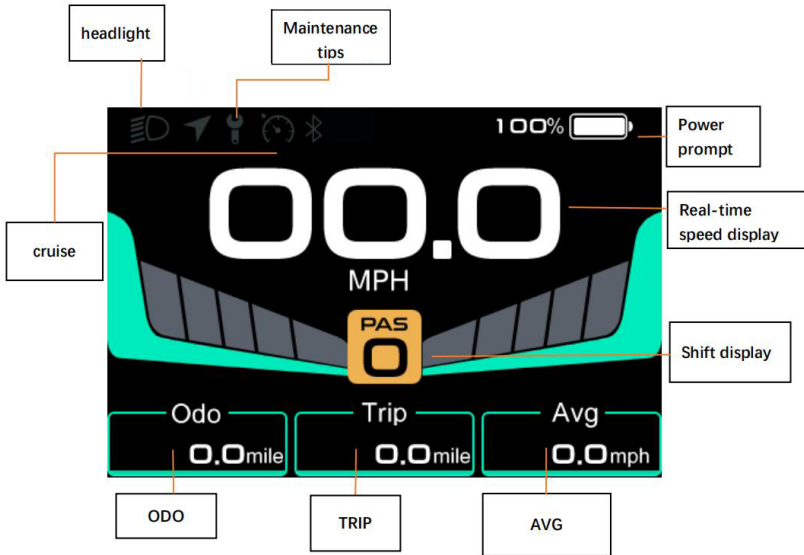 headlight
Maintenance
tips
100%
Power
prompt
00.0
Real-time
speed display
cruise
MPH
PAS
0
Shift display
Odo
Trip
Avg
0.0mile
0.0mile
0.0mph
ODO
TRIP
AVG